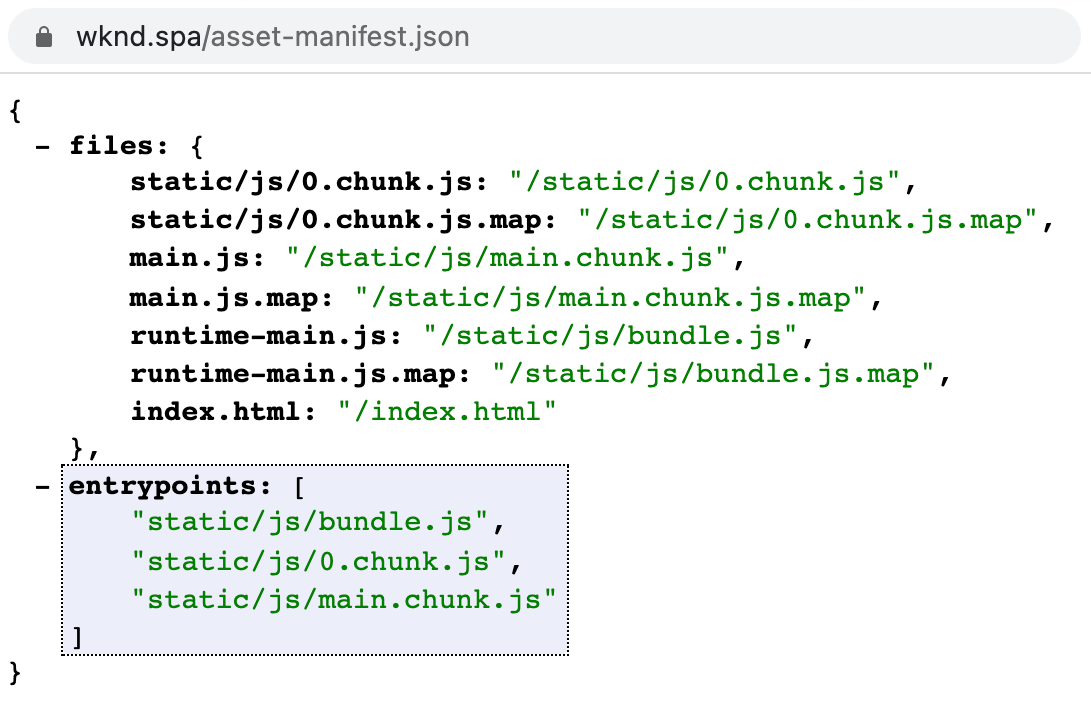 wknd.spa/asset-manifest.json
{
- files: {
static/js/0.chunk.js: "/static/js/0.chunk.js",
static/js/0.chunk.js.map: "/static/js/0.chunk.js.map",
main.js: "/static/js/main.chunk.js",
main.js.map: "/static/js/main.chunk.js.map",
runtime-main.js: "/static/js/bundle.js",
runtime-main.js.map: "/static/js/bundle.js.map",
index.html: "/index.html"
},
- entrypoints: [
"static/js/bundle.js",
"static/js/0.chunk.js",
"static/js/main.chunk.js"
]
}